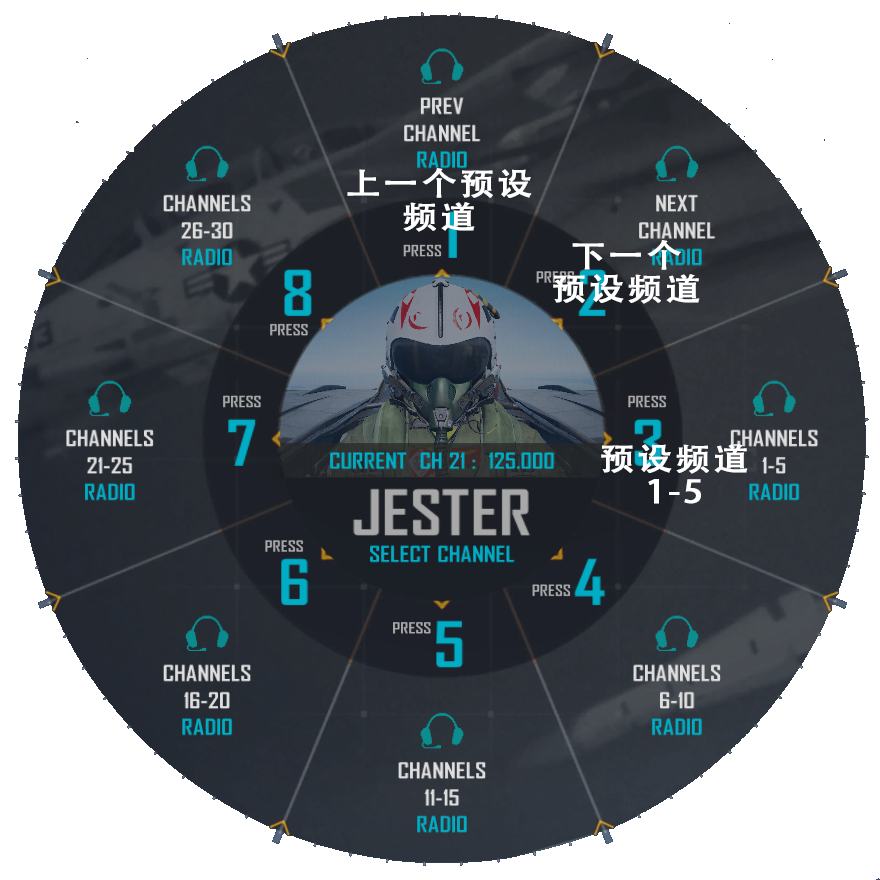 PREV
CHANNEL
RADIO
上一个预设
频道
PRESS 1
NEXT
CHANNEL
RADIO
下一个
预设频道
PRESS 2
PRESS
3
预设频道
1-5
CHANNELS
1-5
RADIO
PRESS 4
CHANNELS
6-10
RADIO
PRESS 5
CHANNELS
11-15
RADIO
PRESS
6
CHANNELS
16-20
RADIO
PRESS
7
CHANNELS
21-25
RADIO
8
PRESS
CHANNELS
26-30
RADIO
CURRENT CH 21 : 125.000
JESTER
SELECT CHANNEL